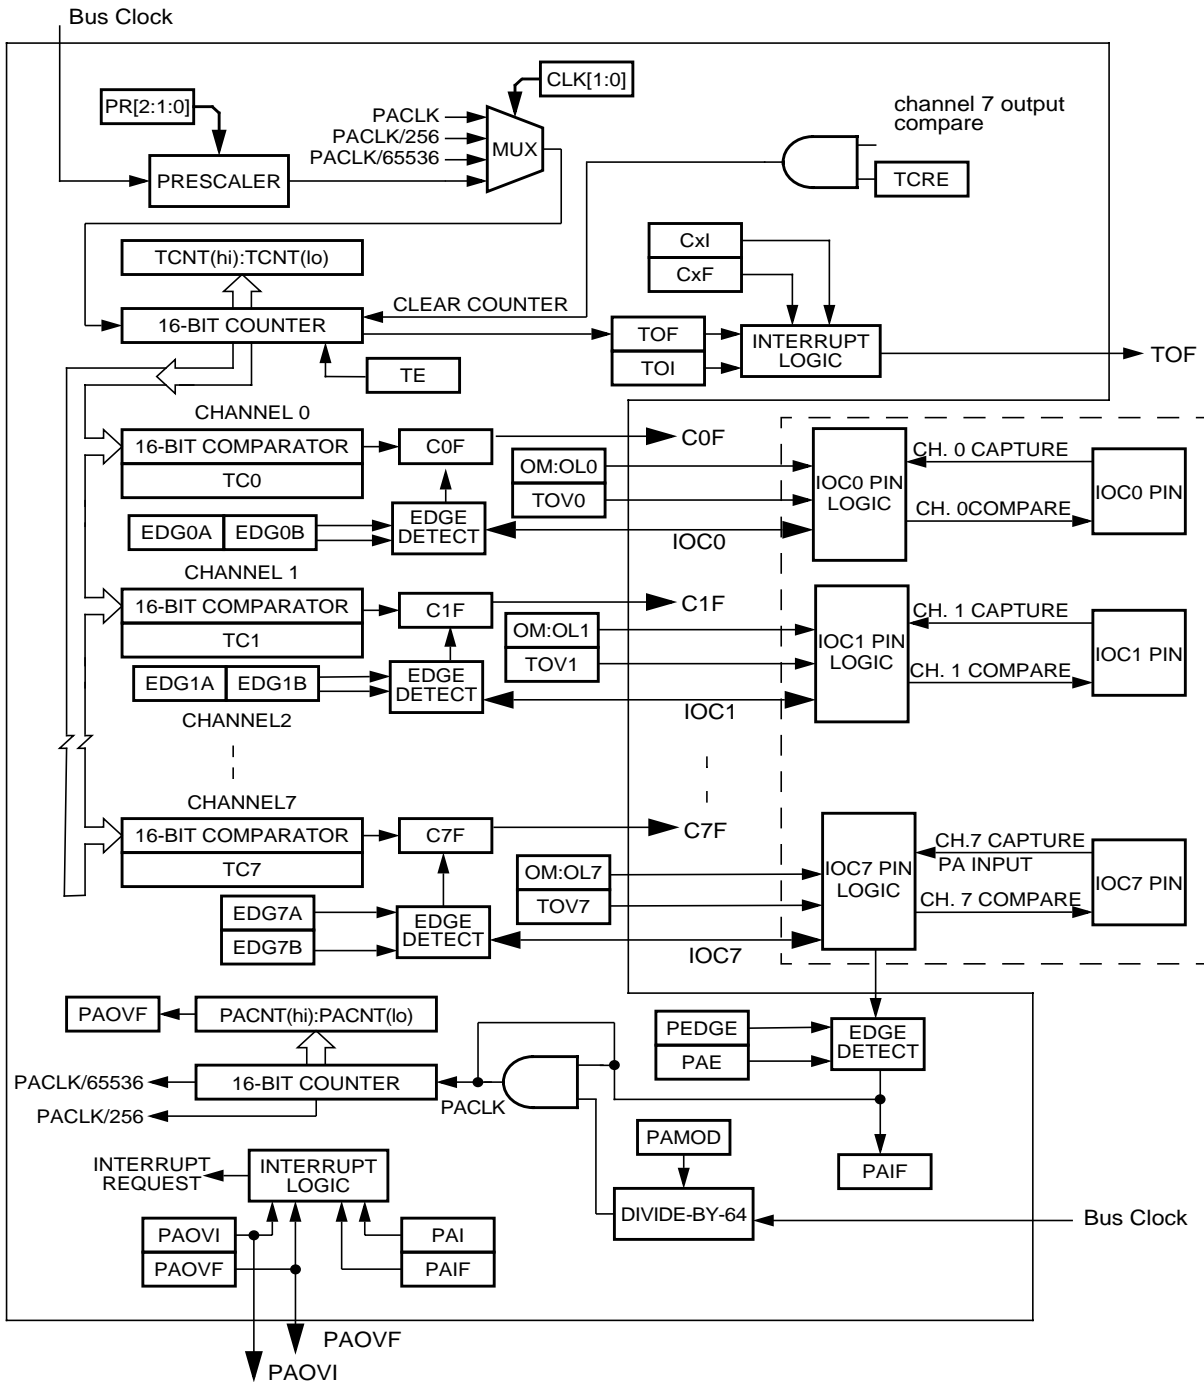 Bus Clock
PR[2:1:0]
CLK[1:0]
PACLK
PACLK/256
PACLK/65536
MUX
PRESCALER
channel 7 output
compare
TCRE
TCNT(hi):TCNT(lo)
16-BIT COUNTER
CLEAR COUNTER
TE
CxI
CxF
TOF
TOI
INTERRUPT
LOGIC
TOF
CHANNEL 0
16-BIT COMPARATOR
TC0
C0F
C0F
EDG0A
EDG0B
EDGE
DETECT
OM:OL0
TOV0
IOC0
IOC0 PIN
LOGIC
CH. 0 CAPTURE
CH. 0COMPARE
IOC0 PIN
CHANNEL 1
16-BIT COMPARATOR
TC1
C1F
C1F
EDG1A
EDG1B
EDGE
DETECT
OM:OL1
TOV1
IOC1
IOC1 PIN
LOGIC
CH. 1 CAPTURE
CH. 1 COMPARE
IOC1 PIN
CHANNEL2
CHANNEL7
16-BIT COMPARATOR
TC7
C7F
C7F
EDG7A
EDG7B
EDGE
DETECT
OM:OL7
TOV7
IOC7
IOC7 PIN
LOGIC
CH.7 CAPTURE
PA INPUT
CH. 7 COMPARE
IOC7 PIN
PAOVF
PACNT(hi):PACNT(lo)
PACLK/65536
16-BIT COUNTER
PACLK/256
PACLK
PEDGE
PAE
EDGE
DETECT
PAMOD
PAIF
DIVIDE-BY-64
Bus Clock
INTERRUPT
REQUEST
INTERRUPT
LOGIC
PAOVI
PAOVF
PAI
PAIF
PAOVF
PAOVI